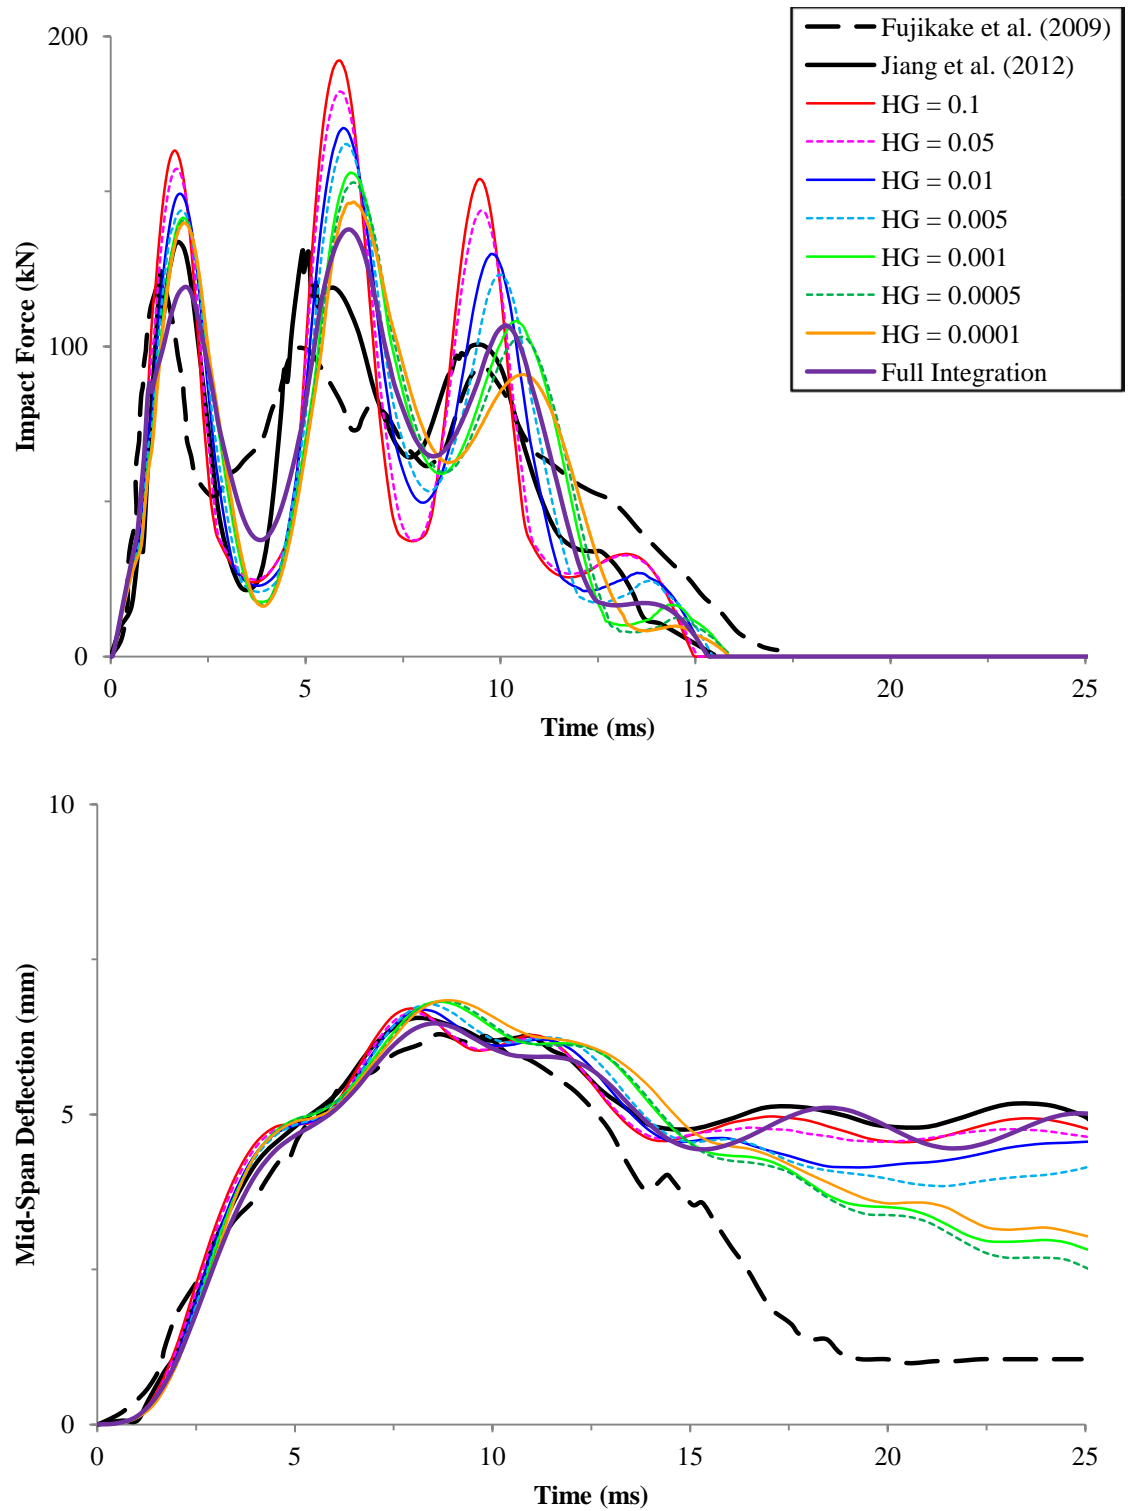 Fujikake et al. (2009)
Jiang et al. (2012)
HG = 0.1
HG = 0.05
HG = 0.01
HG = 0.005
HG = 0.001
HG = 0.0005
HG = 0.0001
Full Integration
200
100
0
Impact Force (kN)
0 5 10 15 20 25
Time (ms)
10
5
0
Mid-Span Deflection (mm)
0 5 10 15 20 25
Time (ms)